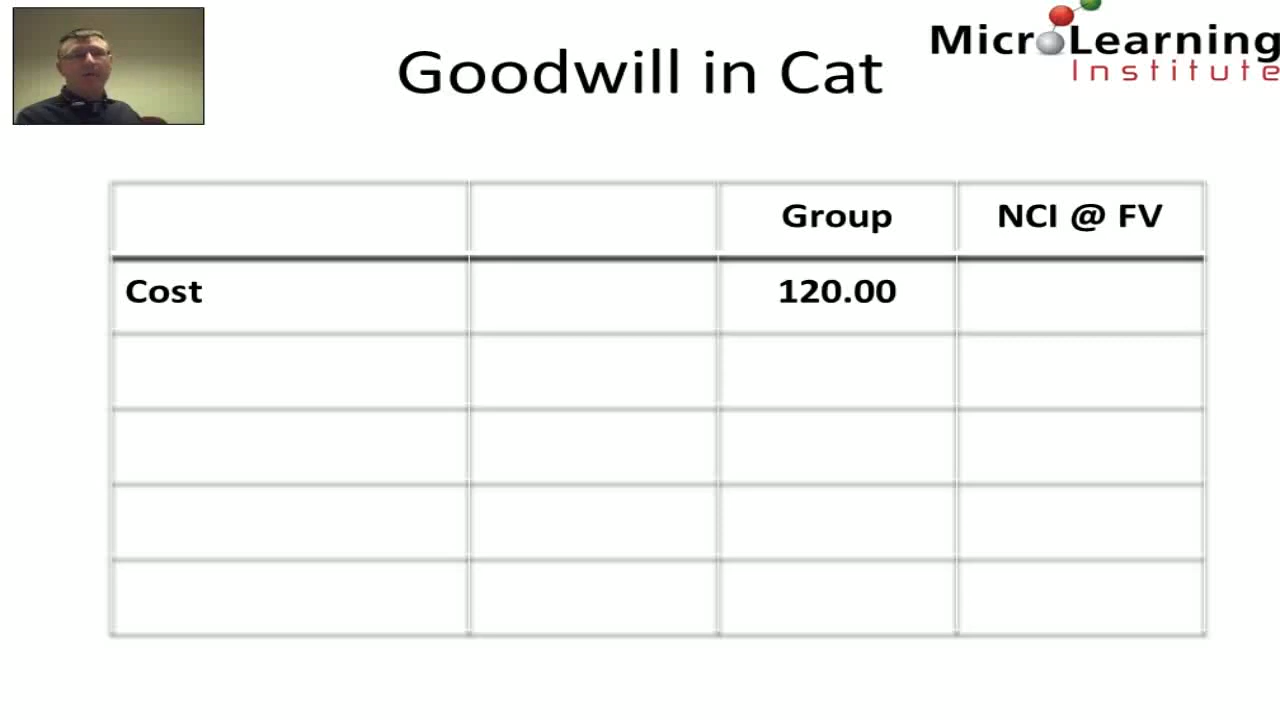 Goodwill in Cat
MicroLearning
Institute
Group NCI @ FV
Cost 120.00